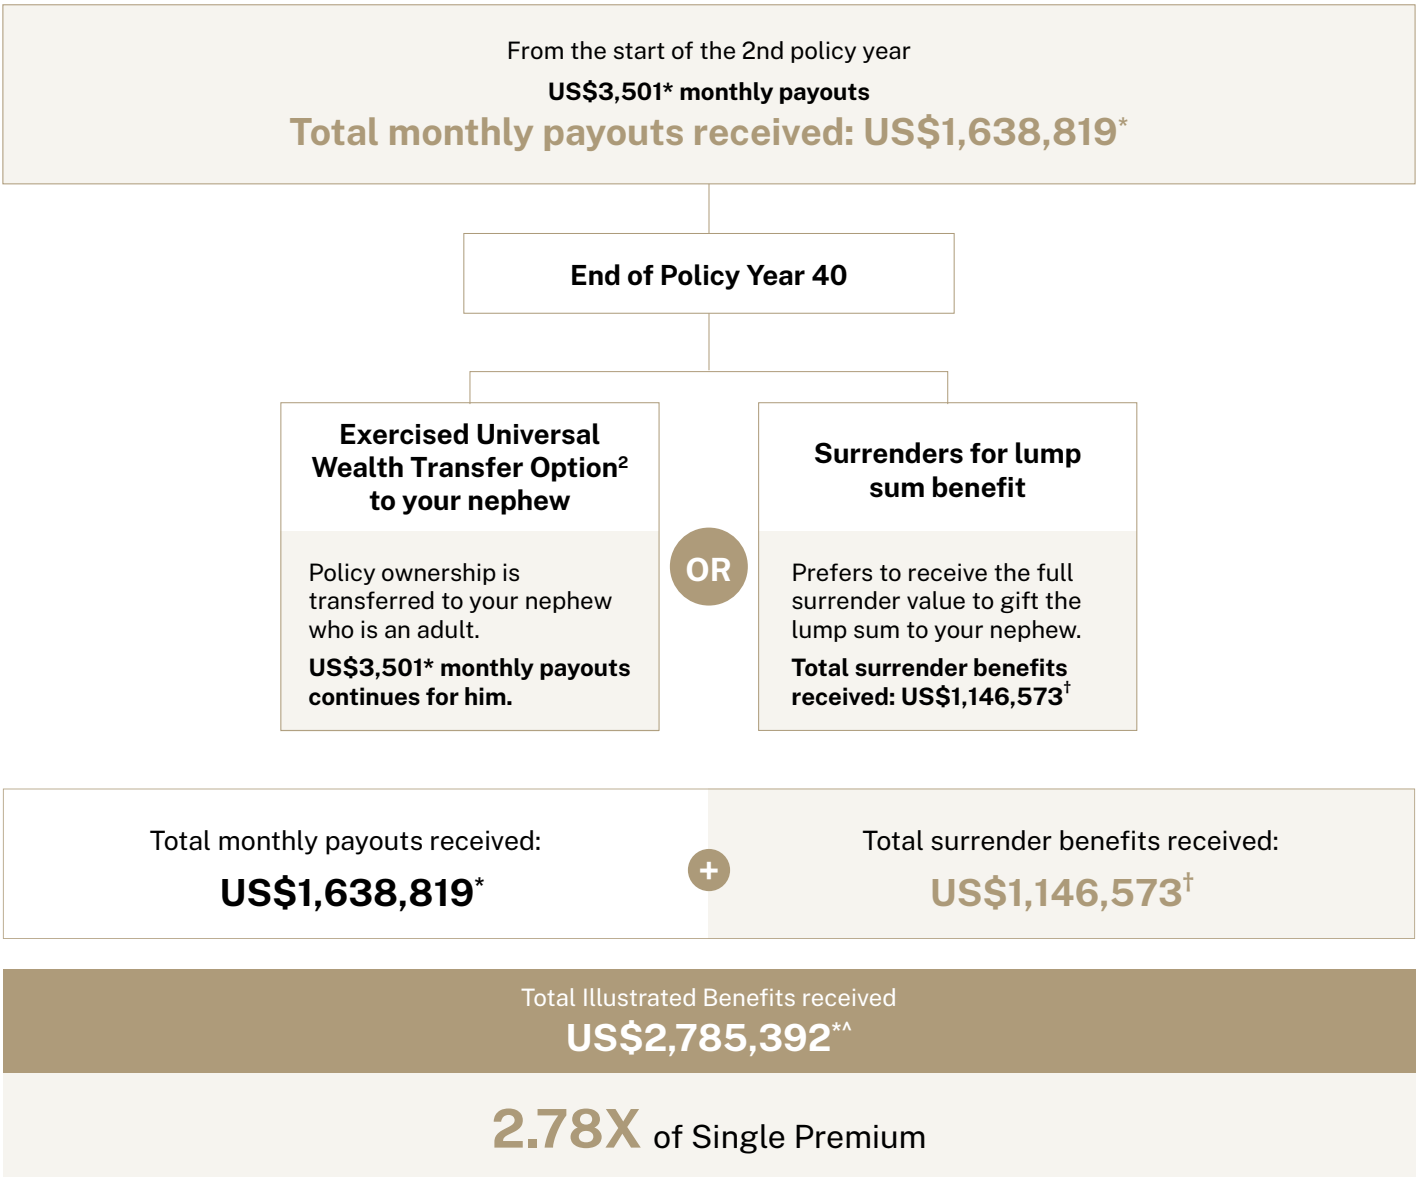 From the start of the 2nd policy year
US$3,501* monthly payouts
Total monthly payouts received: US$1,638,819*
End of Policy Year 40
Exercised Universal
Wealth Transfer Option²
to your nephew
Policy ownership is
transferred to your nephew
who is an adult.
US$3,501* monthly payouts
continues for him.
OR
Surrenders for lump
sum benefit
Prefers to receive the full
surrender value to gift the
lump sum to your nephew.
Total surrender benefits
received: US$1,146,573†
Total monthly payouts received:
US$1,638,819*
+
Total surrender benefits received:
US$1,146,573†
Total Illustrated Benefits received
US$2,785,392*^
2.78X of Single Premium